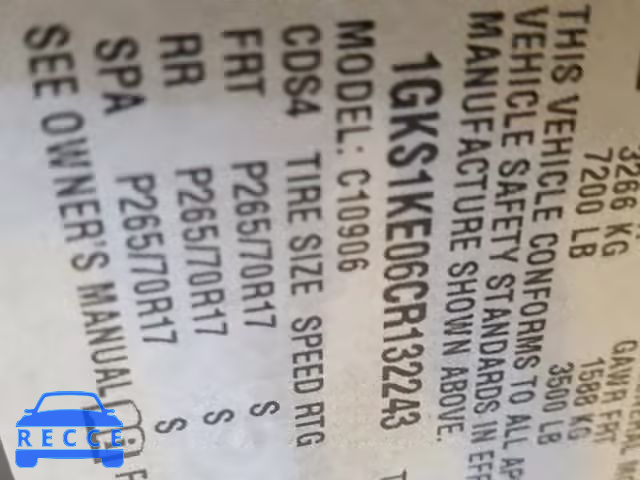 3266 KG
7200 LB
GAWR FRT
1588 KG
3500 LB
THIS VEHICLE CONFORMS TO ALL AP
VEHICLE SAFETY STANDARDS IN EFF
MANUFACTURE SHOWN ABOVE.
1GKS1KE06CR132243
MODEL: C10906
CDS4 TIRE SIZE SPEED RTG
FRT P265/70R17 S
RR P265/70R17 S
SPA P265/70R17 S
SEE OWNER'S MANUAL
RECCE